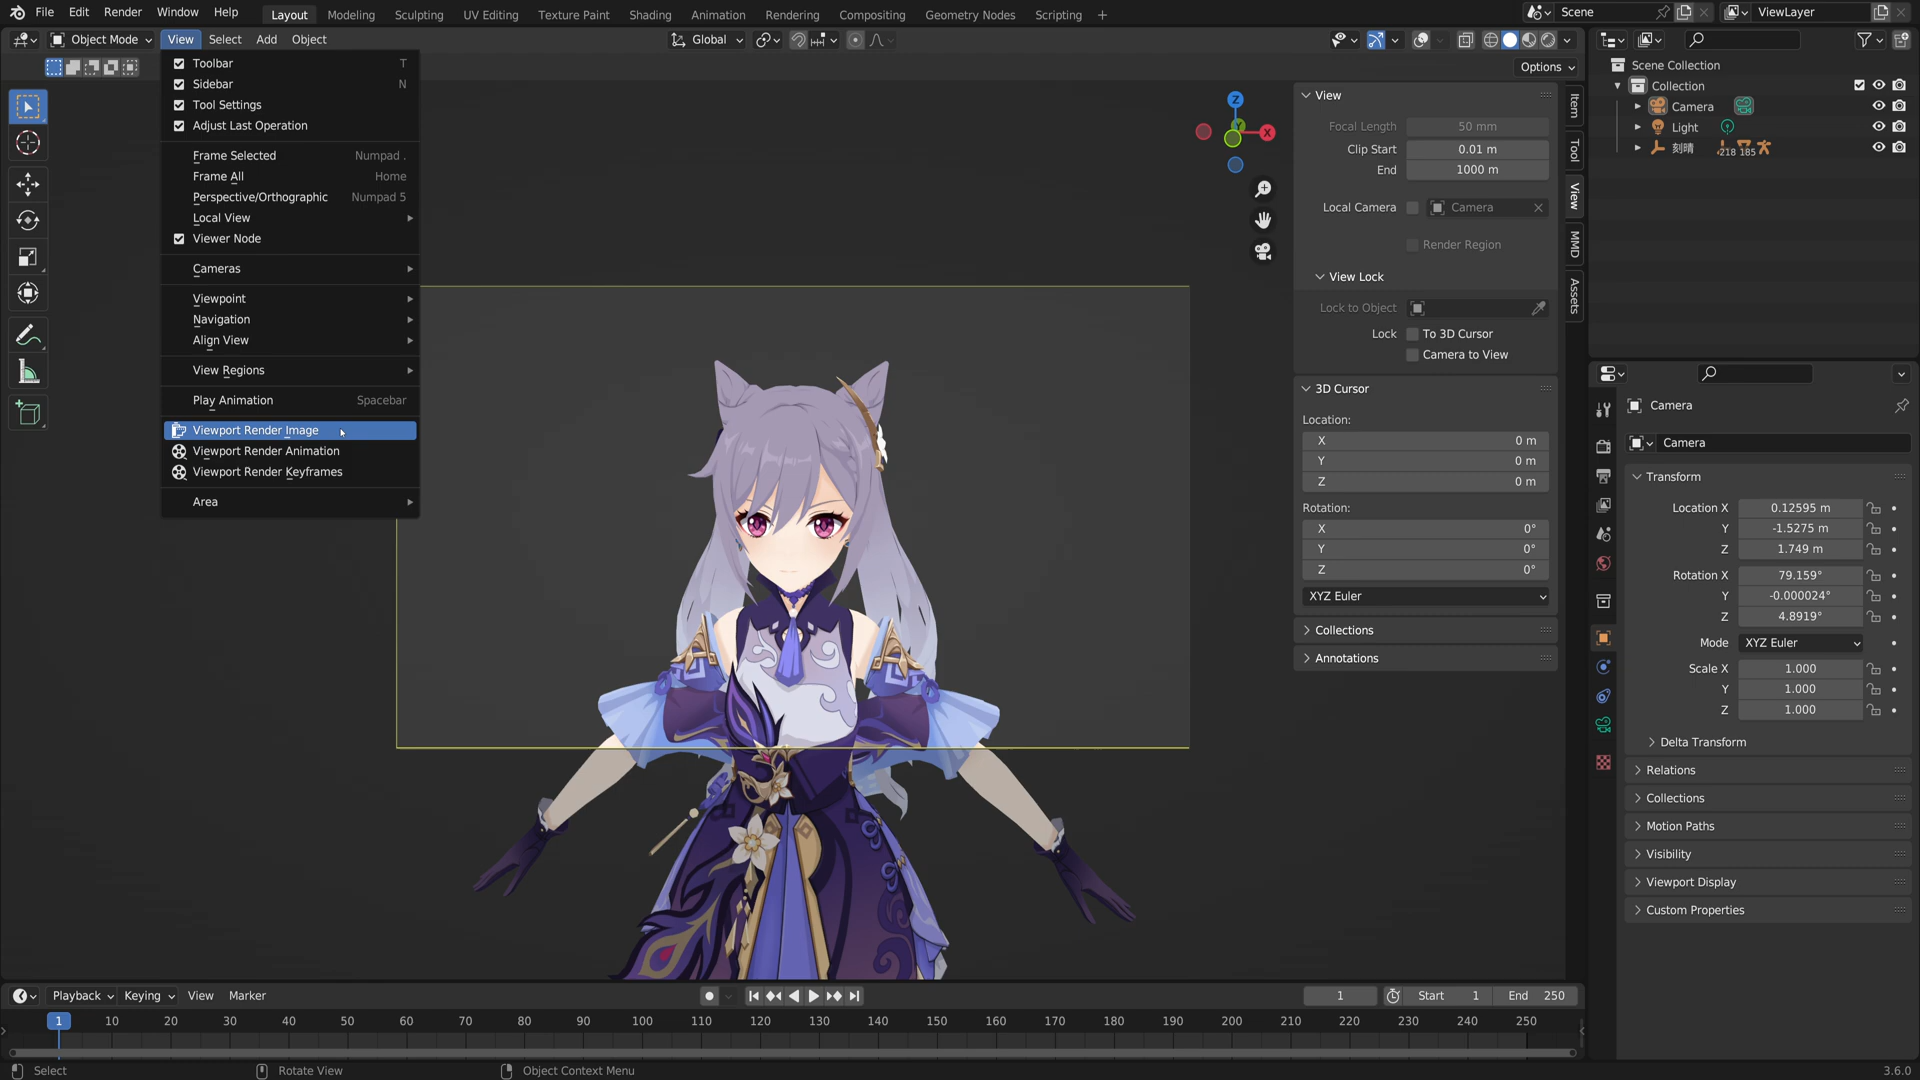 File Edit Render Window Help Layout Modeling Sculpting UV Editing Texture Paint Shading Animation Rendering Compositing Geometry Nodes Scripting + Scene ViewLayer
Object Mode View Select Add Object Global
Options
Toolbar T
Sidebar N
Tool Settings
Adjust Last Operation
Frame Selected Numpad .
Frame All Home
Perspective/Orthographic Numpad 5
Local View
Viewer Node
Cameras
Viewpoint
Navigation
Align View
View Regions
Play Animation Spacebar
Viewport Render Image
Viewport Render Animation
Viewport Render Keyframes
Area
Z
X
View
Focal Length 50 mm
Clip Start 0.01 m
End 1000 m
Local Camera Camera
Render Region
View Lock
Lock to Object
Lock To 3D Cursor
Camera to View
3D Cursor
Location:
X 0 m
Y 0 m
Z 0 m
Rotation:
X 0°
Y 0°
Z 0°
XYZ Euler
Collections
Annotations
Item
Tool
View
MMD
Assets
Scene Collection
Collection
Camera
Light
刻晴 218 185
Camera
Camera
Transform
Location X 0.12595 m
Y -1.5275 m
Z 1.749 m
Rotation X 79.159°
Y -0.000024°
Z 4.8919°
Mode XYZ Euler
Scale X 1.000
Y 1.000
Z 1.000
Delta Transform
Relations
Collections
Motion Paths
Visibility
Viewport Display
Custom Properties
Playback Keying View Marker 1 Start 1 End 250
1 10 20 30 40 50 60 70 80 90 100 110 120 130 140 150 160 170 180 190 200 210 220 230 240 250
Select Rotate View Object Context Menu 3.6.0